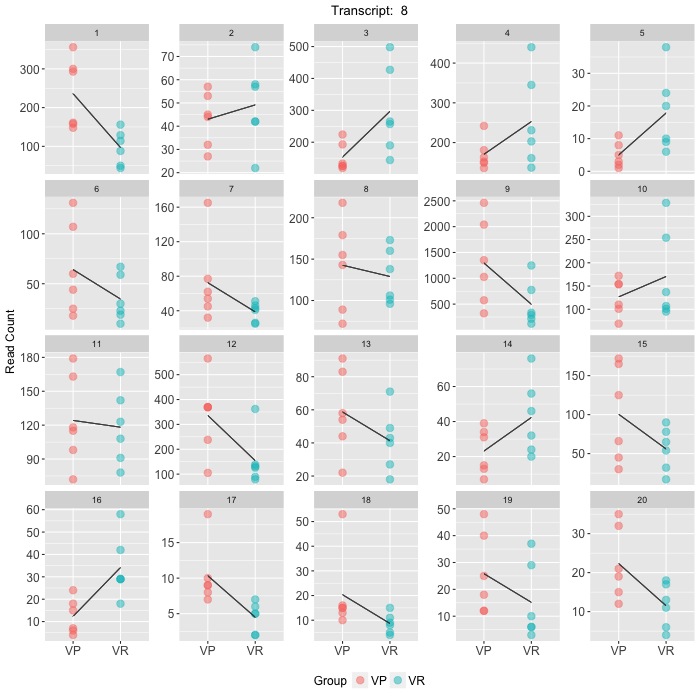 Transcript: 8
1 2 3 4 5
300 200 100
70 60 50 40 30 20
500 400 300 200 100
400 200
30 20 10 0
6 7 8 9 10
100 50
160 120 80 40
200 150 100
2500 2000 1500 1000 500
300 250 200 150 100
Read Count
11 12 13 14 15
180 150 120 90
500 400 300 200 100
80 60 40 20
60 40 20
150 100 50
16 17 18 19 20
60 50 40 30 20 10
15 10 5
50 40 30 20 10
50 40 30 20 10
30 20 10
VP VR VP VR VP VR VP VR VP VR
Group VP VR